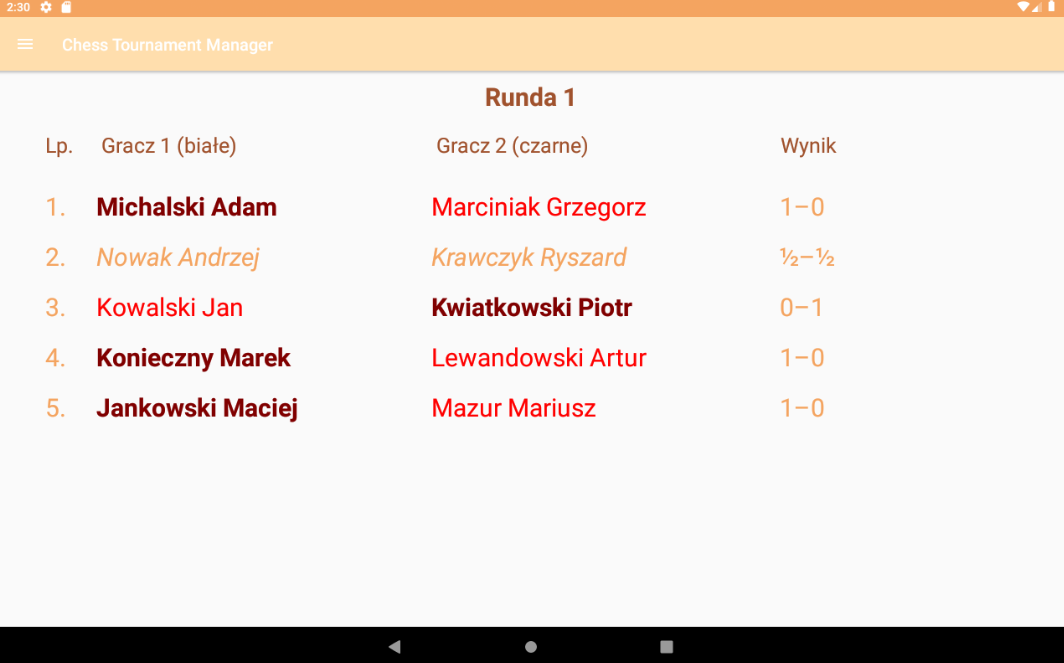 2:30
Chess Tournament Manager
Runda 1
Lp. Gracz 1 (białe) Gracz 2 (czarne) Wynik
1. Michalski Adam Marciniak Grzegorz 1–0
2. Nowak Andrzej Krawczyk Ryszard ½–½
3. Kowalski Jan Kwiatkowski Piotr 0–1
4. Konieczny Marek Lewandowski Artur 1–0
5. Jankowski Maciej Mazur Mariusz 1–0